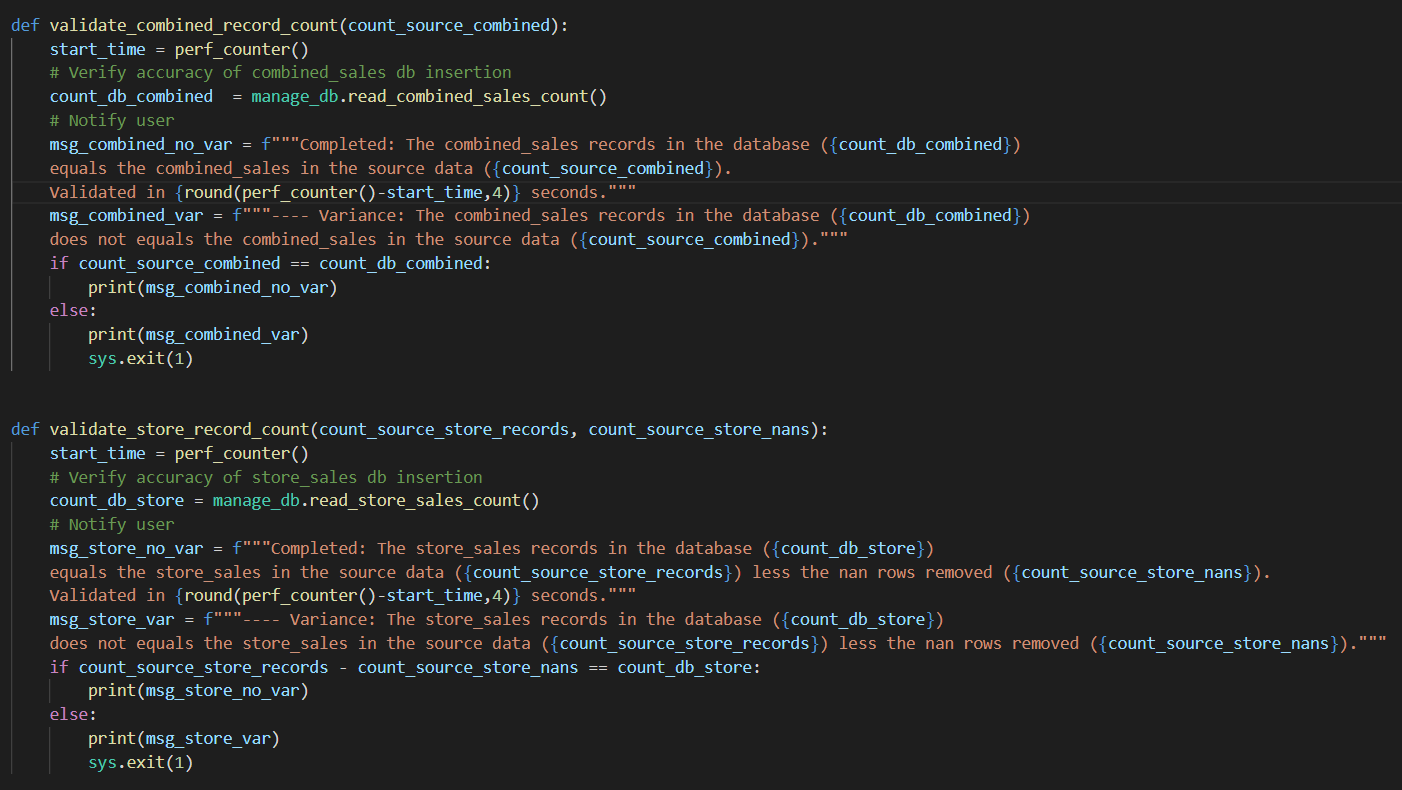 def validate_combined_record_count(count_source_combined):
    start_time = perf_counter()
    # Verify accuracy of combined_sales db insertion
    count_db_combined  = manage_db.read_combined_sales_count()
    # Notify user
    msg_combined_no_var = f"""Completed: The combined_sales records in the database ({count_db_combined})
    equals the combined_sales in the source data ({count_source_combined}).
    Validated in {round(perf_counter()-start_time,4)} seconds."""
    msg_combined_var = f"""---- Variance: The combined_sales records in the database ({count_db_combined})
    does not equals the combined_sales in the source data ({count_source_combined})."""
    if count_source_combined == count_db_combined:
        print(msg_combined_no_var)
    else:
        print(msg_combined_var)
        sys.exit(1)

def validate_store_record_count(count_source_store_records, count_source_store_nans):
    start_time = perf_counter()
    # Verify accuracy of store_sales db insertion
    count_db_store = manage_db.read_store_sales_count()
    # Notify user
    msg_store_no_var = f"""Completed: The store_sales records in the database ({count_db_store})
    equals the store_sales in the source data ({count_source_store_records}) less the nan rows removed ({count_source_store_nans}).
    Validated in {round(perf_counter()-start_time,4)} seconds."""
    msg_store_var = f"""---- Variance: The store_sales records in the database ({count_db_store})
    does not equals the store_sales in the source data ({count_source_store_records}) less the nan rows removed ({count_source_store_nans})."""
    if count_source_store_records - count_source_store_nans == count_db_store:
        print(msg_store_no_var)
    else:
        print(msg_store_var)
        sys.exit(1)